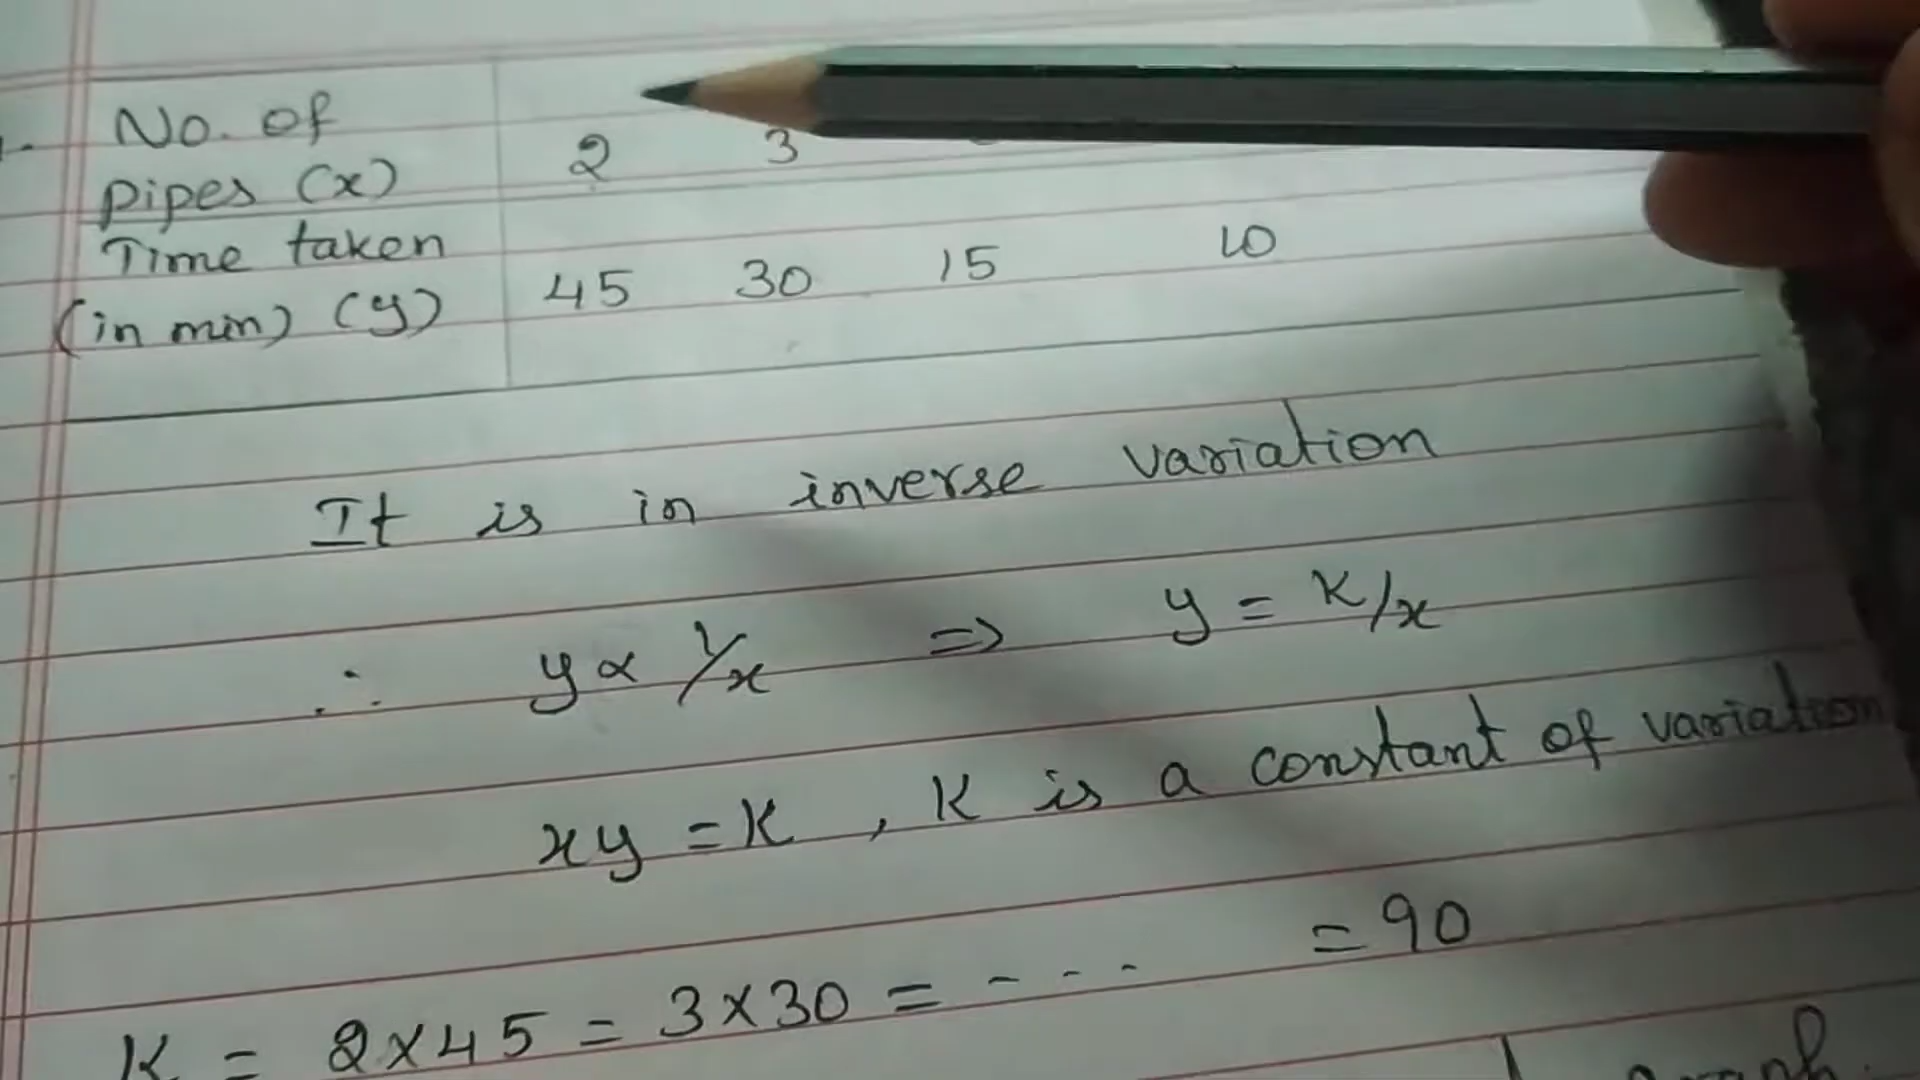 No. of
pipes (x) 2 3
Time taken
(in min) (y) 45 30 15 10
It is in inverse variation
∴ y ∝ 1/x => y = K/x
xy = K , K is a constant of variation
K = 2×45 = 3×30 = - - - - = 90
graph.